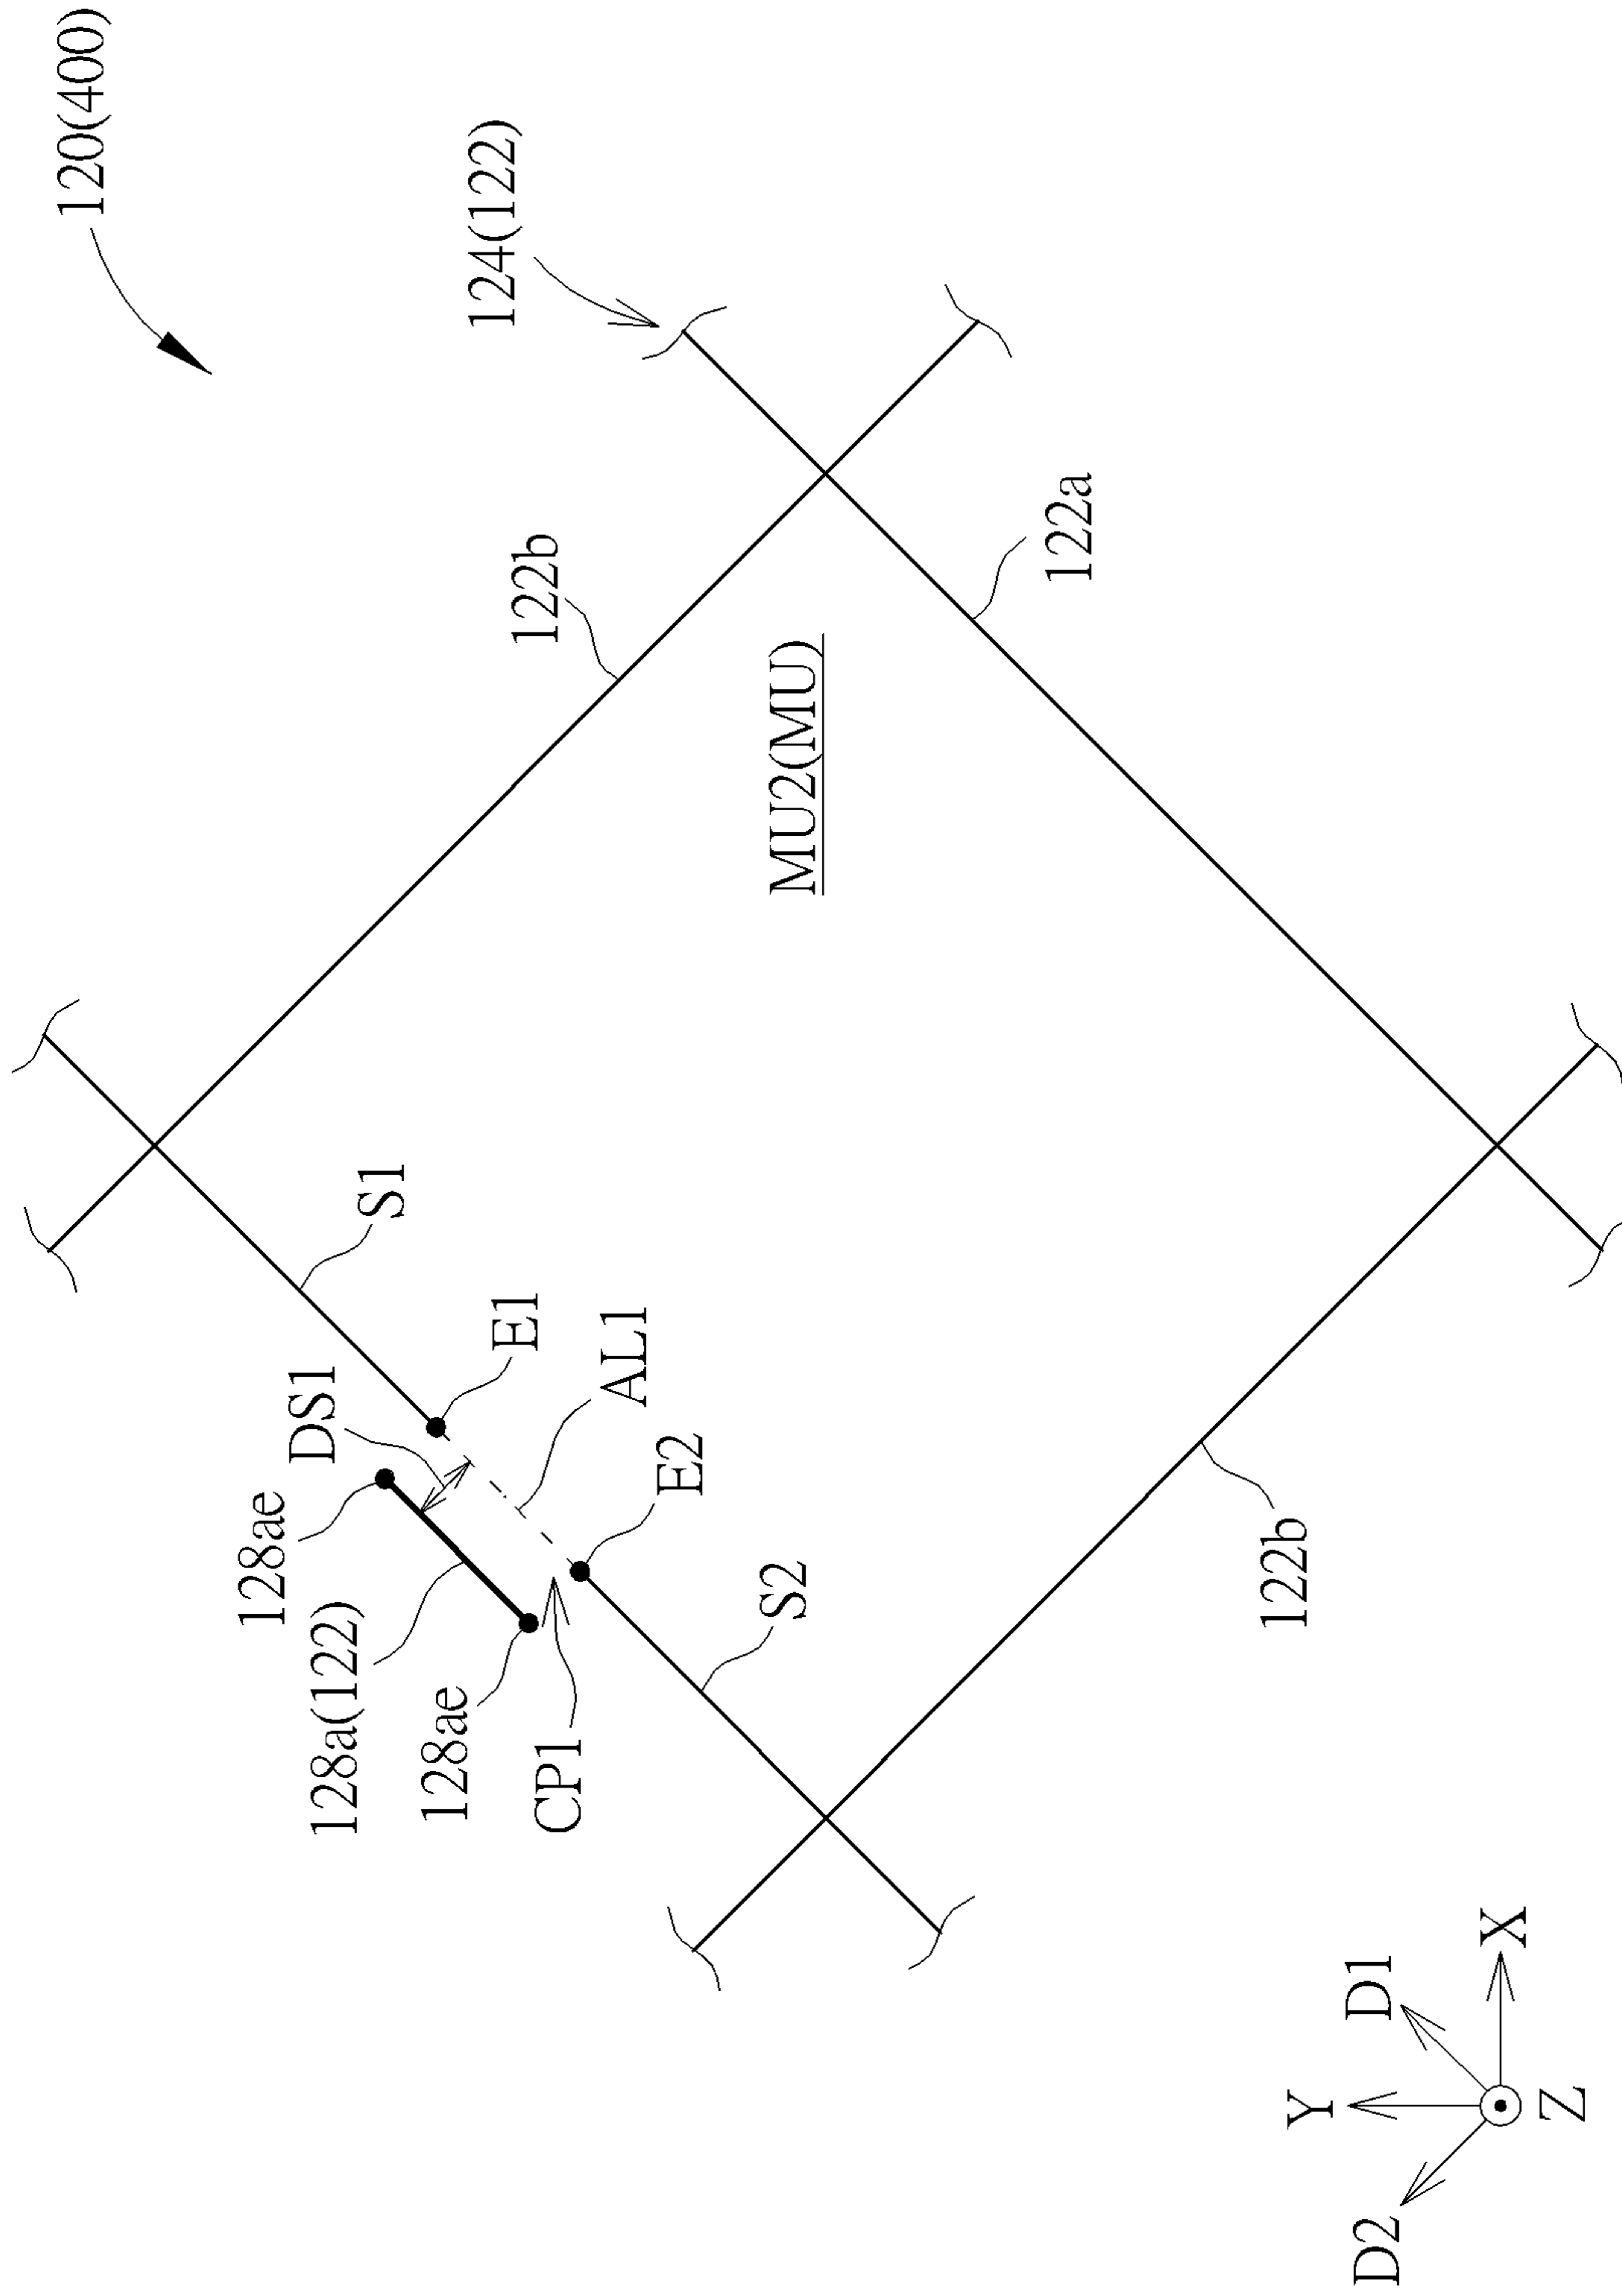 120(400)
124(122)
122b
122a
MU2(MU)
S1
E1
DS1
AL1
128ae
E2
128a(122)
128ae
S2
CP1
122b
Y
D1
X
D2
Z